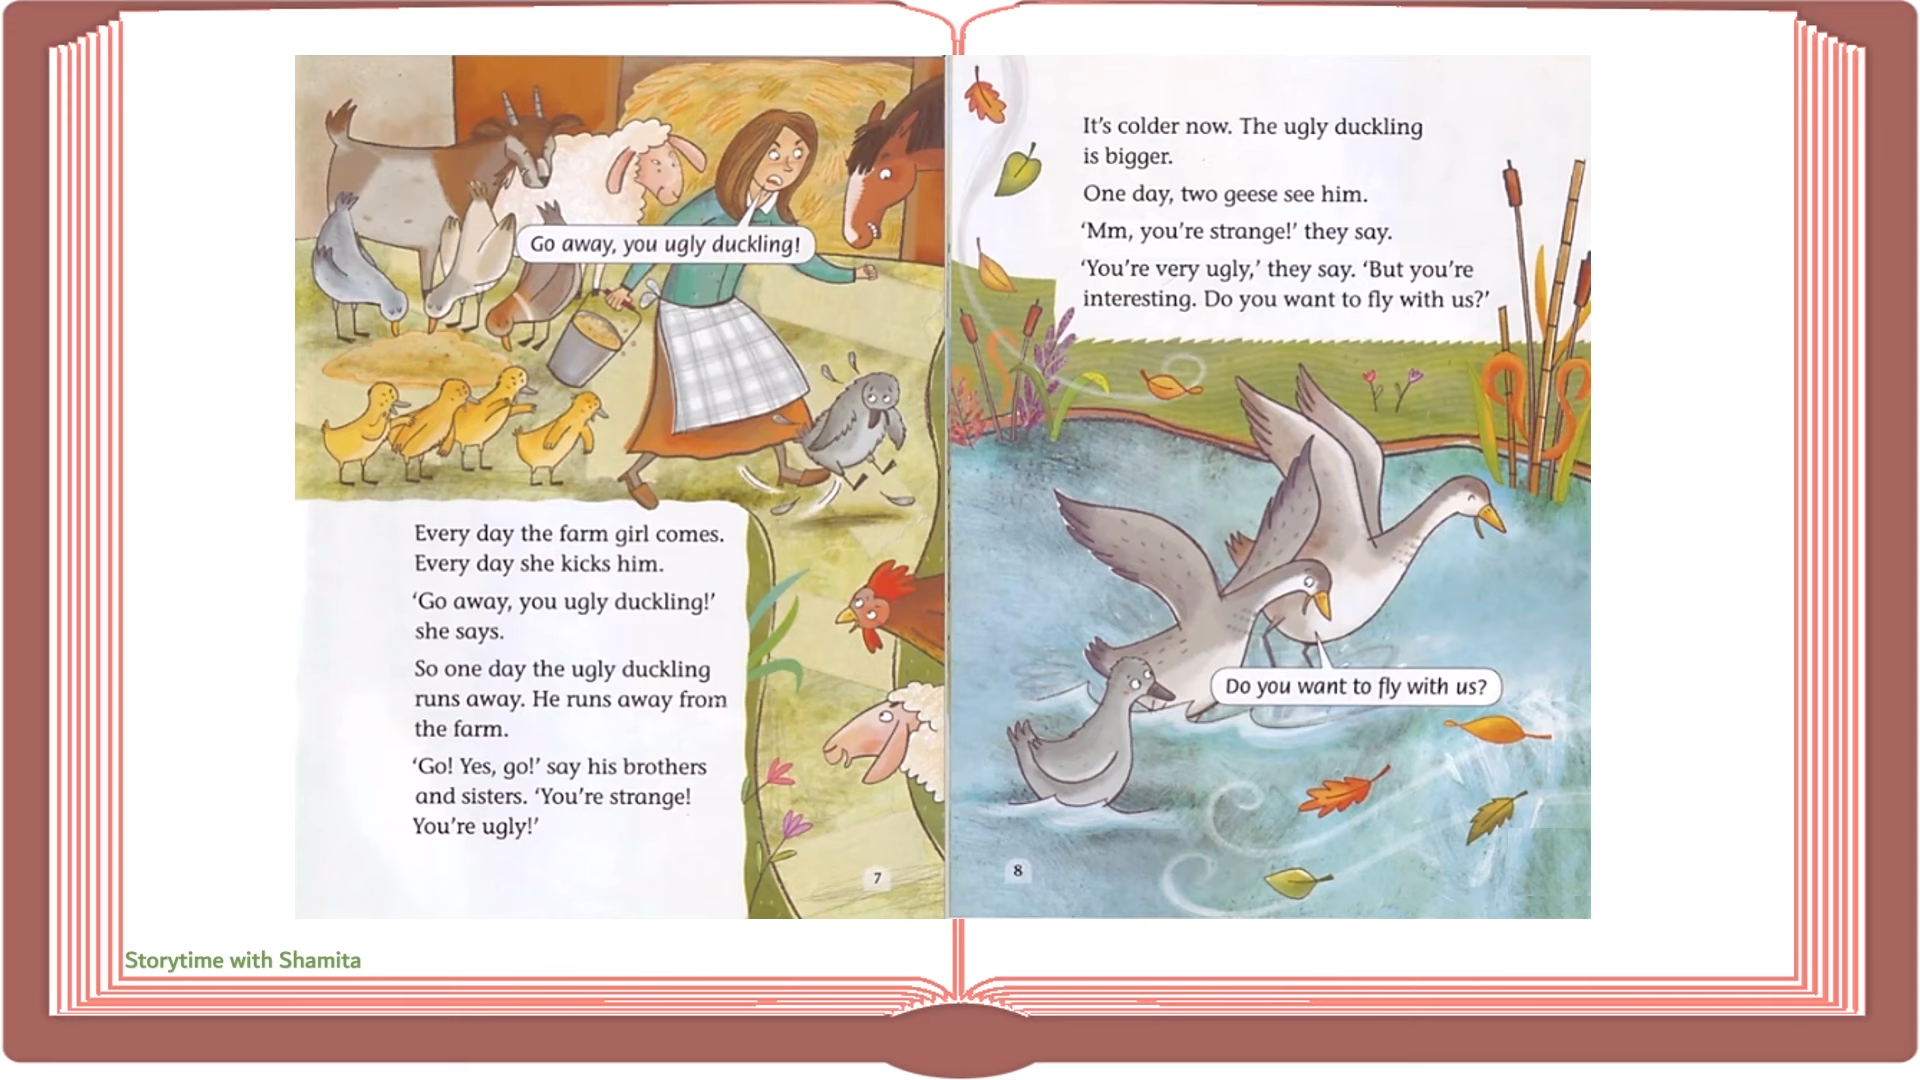 Go away, you ugly duckling!
Every day the farm girl comes.
Every day she kicks him.
‘Go away, you ugly duckling!’
she says.
So one day the ugly duckling
runs away. He runs away from
the farm.
‘Go! Yes, go!’ say his brothers
and sisters. ‘You’re strange!
You’re ugly!’
7
It’s colder now. The ugly duckling
is bigger.
One day, two geese see him.
‘Mm, you’re strange!’ they say.
‘You’re very ugly,’ they say. ‘But you’re
interesting. Do you want to fly with us?’
Do you want to fly with us?
8
Storytime with Shamita